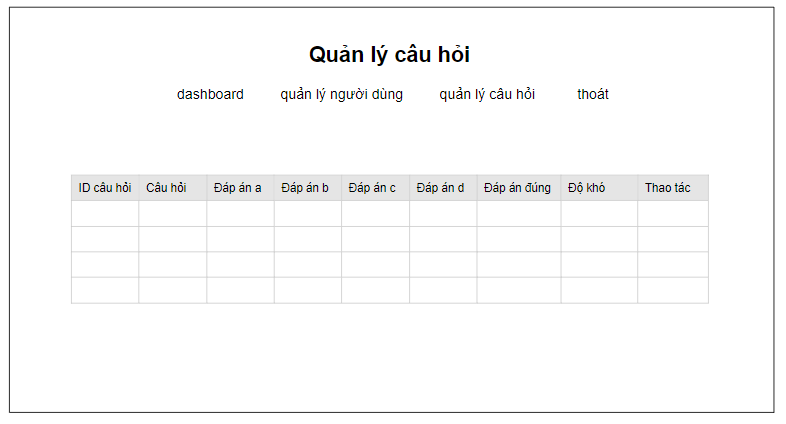 Quản lý câu hỏi
dashboard quản lý người dùng quản lý câu hỏi thoát
ID câu hỏi Câu hỏi Đáp án a Đáp án b Đáp án c Đáp án d Đáp án đúng Độ khó Thao tác